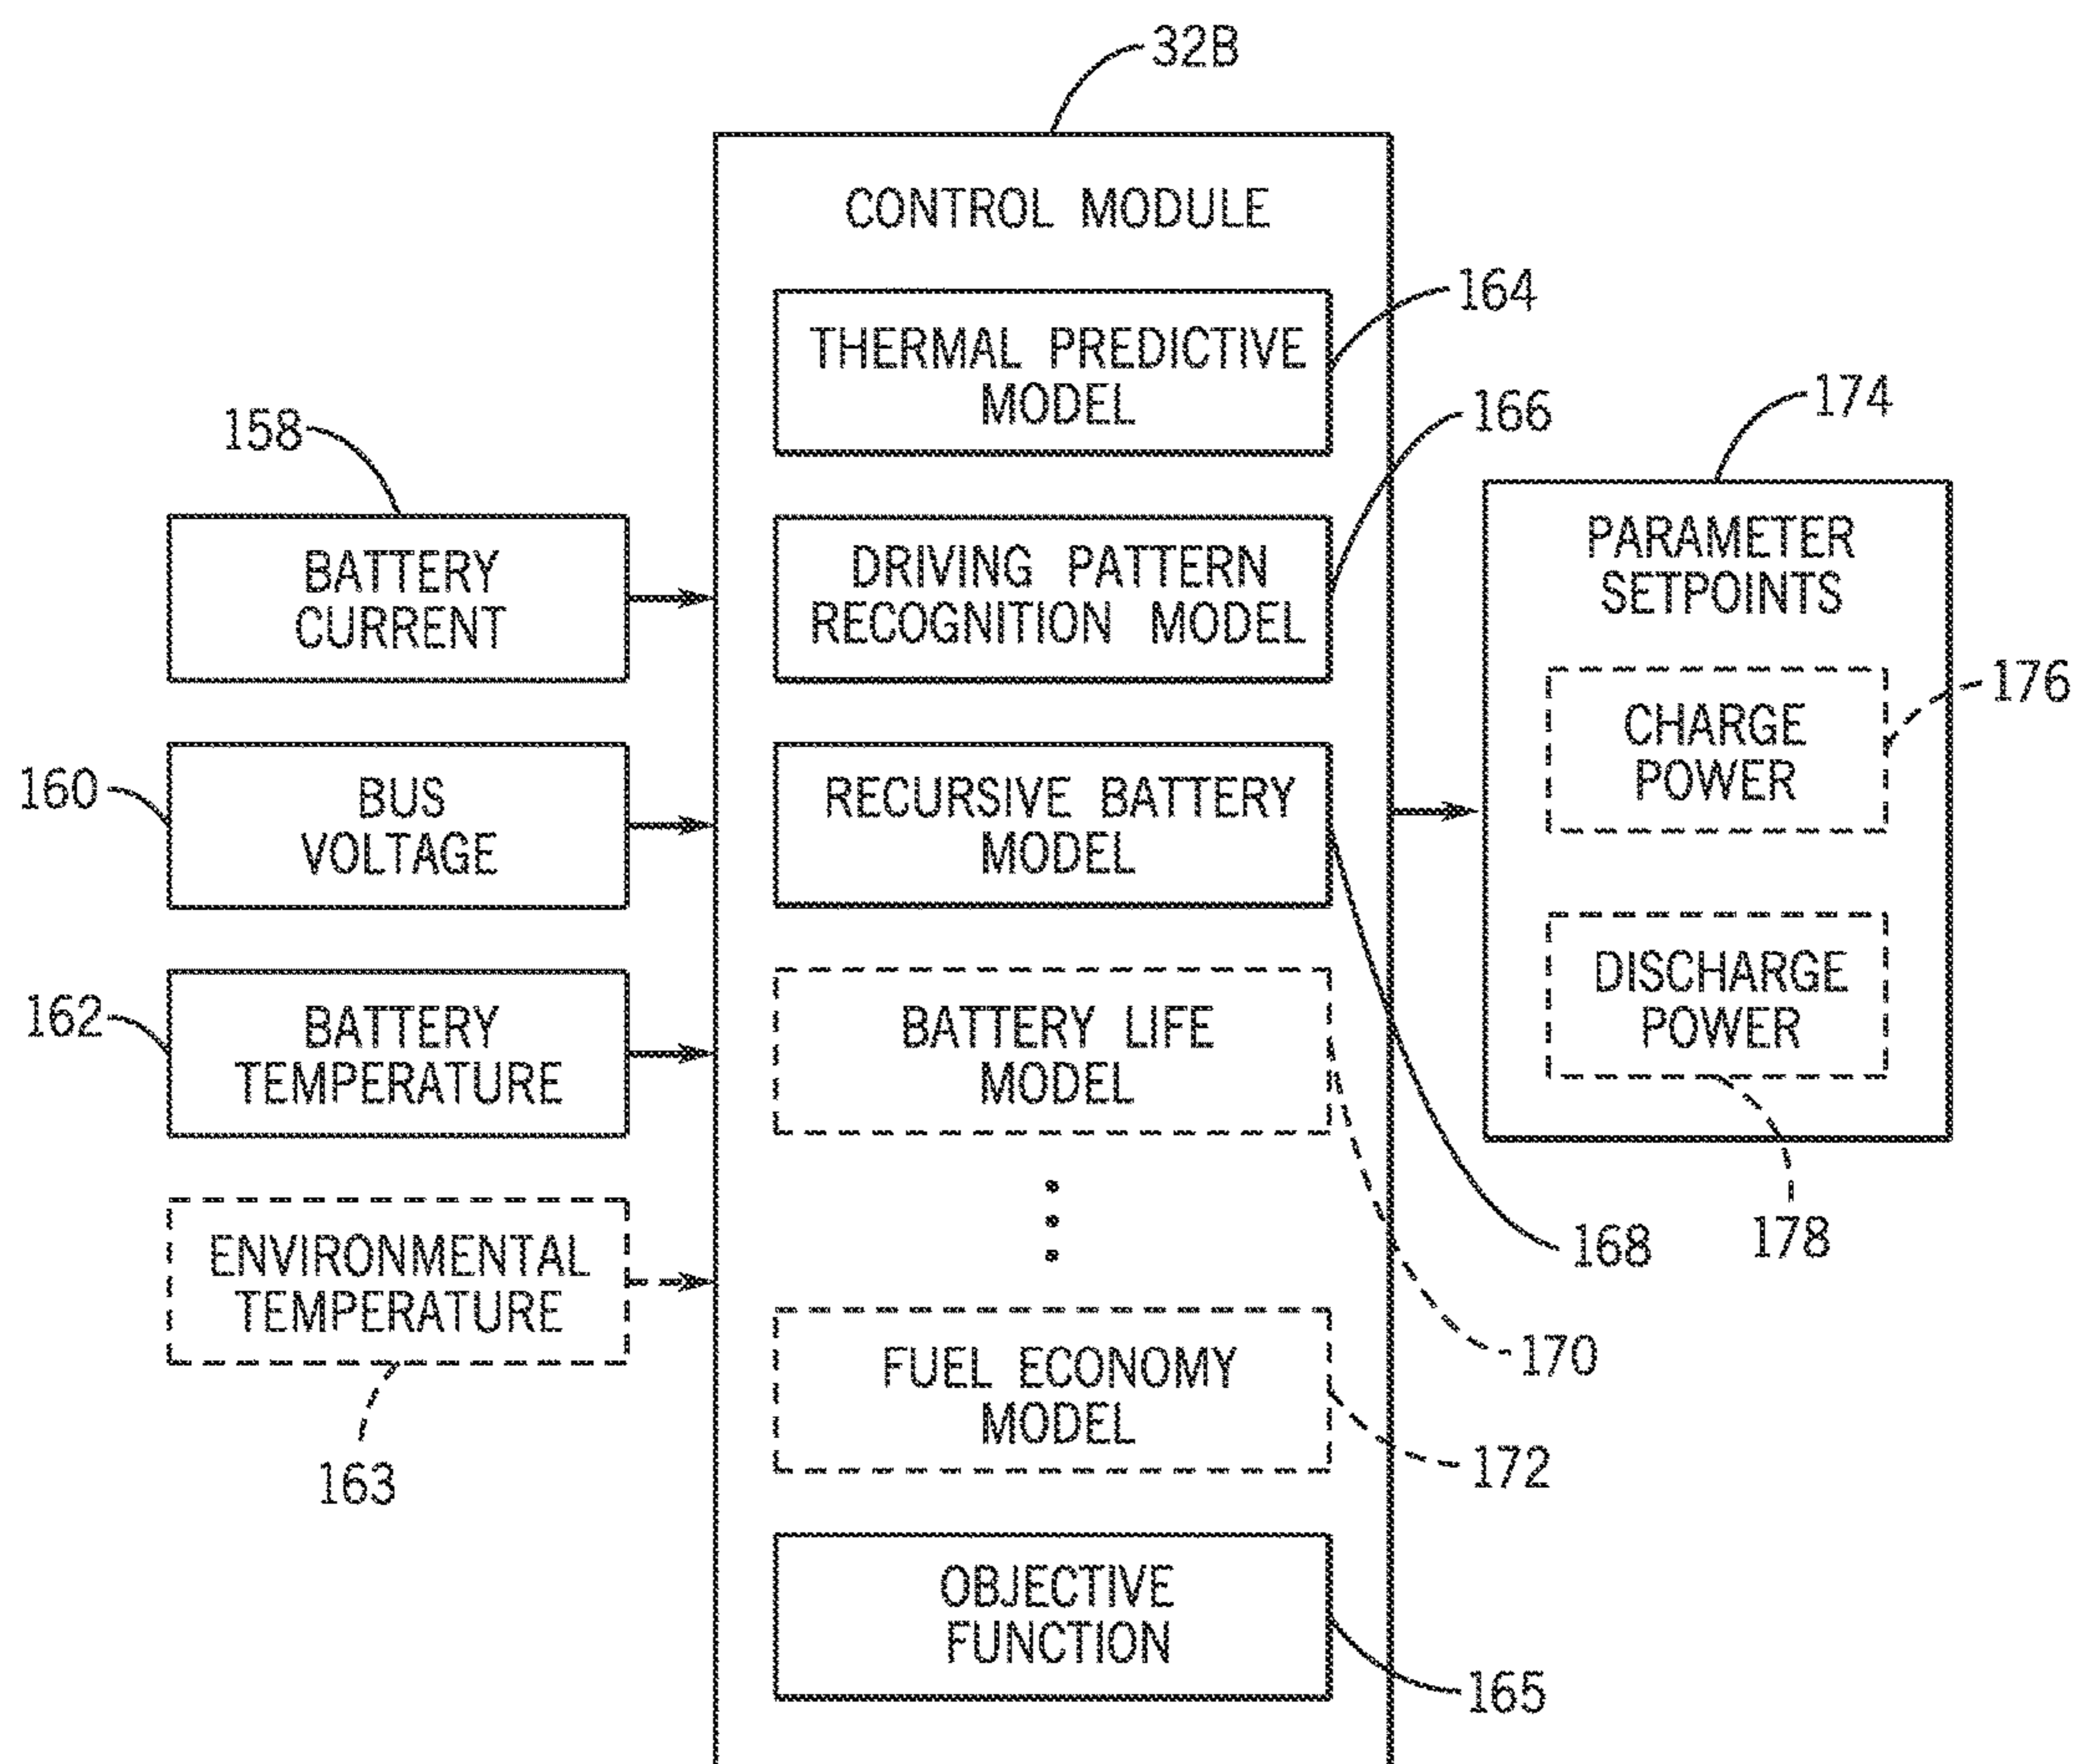 32B
CONTROL MODULE
164
THERMAL PREDICTIVE
MODEL
166
DRIVING PATTERN
RECOGNITION MODEL
RECURSIVE BATTERY
MODEL
168
BATTERY LIFE
MODEL
170
FUEL ECONOMY
MODEL
172
OBJECTIVE
FUNCTION
165
158
BATTERY
CURRENT
160
BUS
VOLTAGE
162
BATTERY
TEMPERATURE
ENVIRONMENTAL
TEMPERATURE
163
174
PARAMETER
SETPOINTS
176
CHARGE
POWER
DISCHARGE
POWER
178